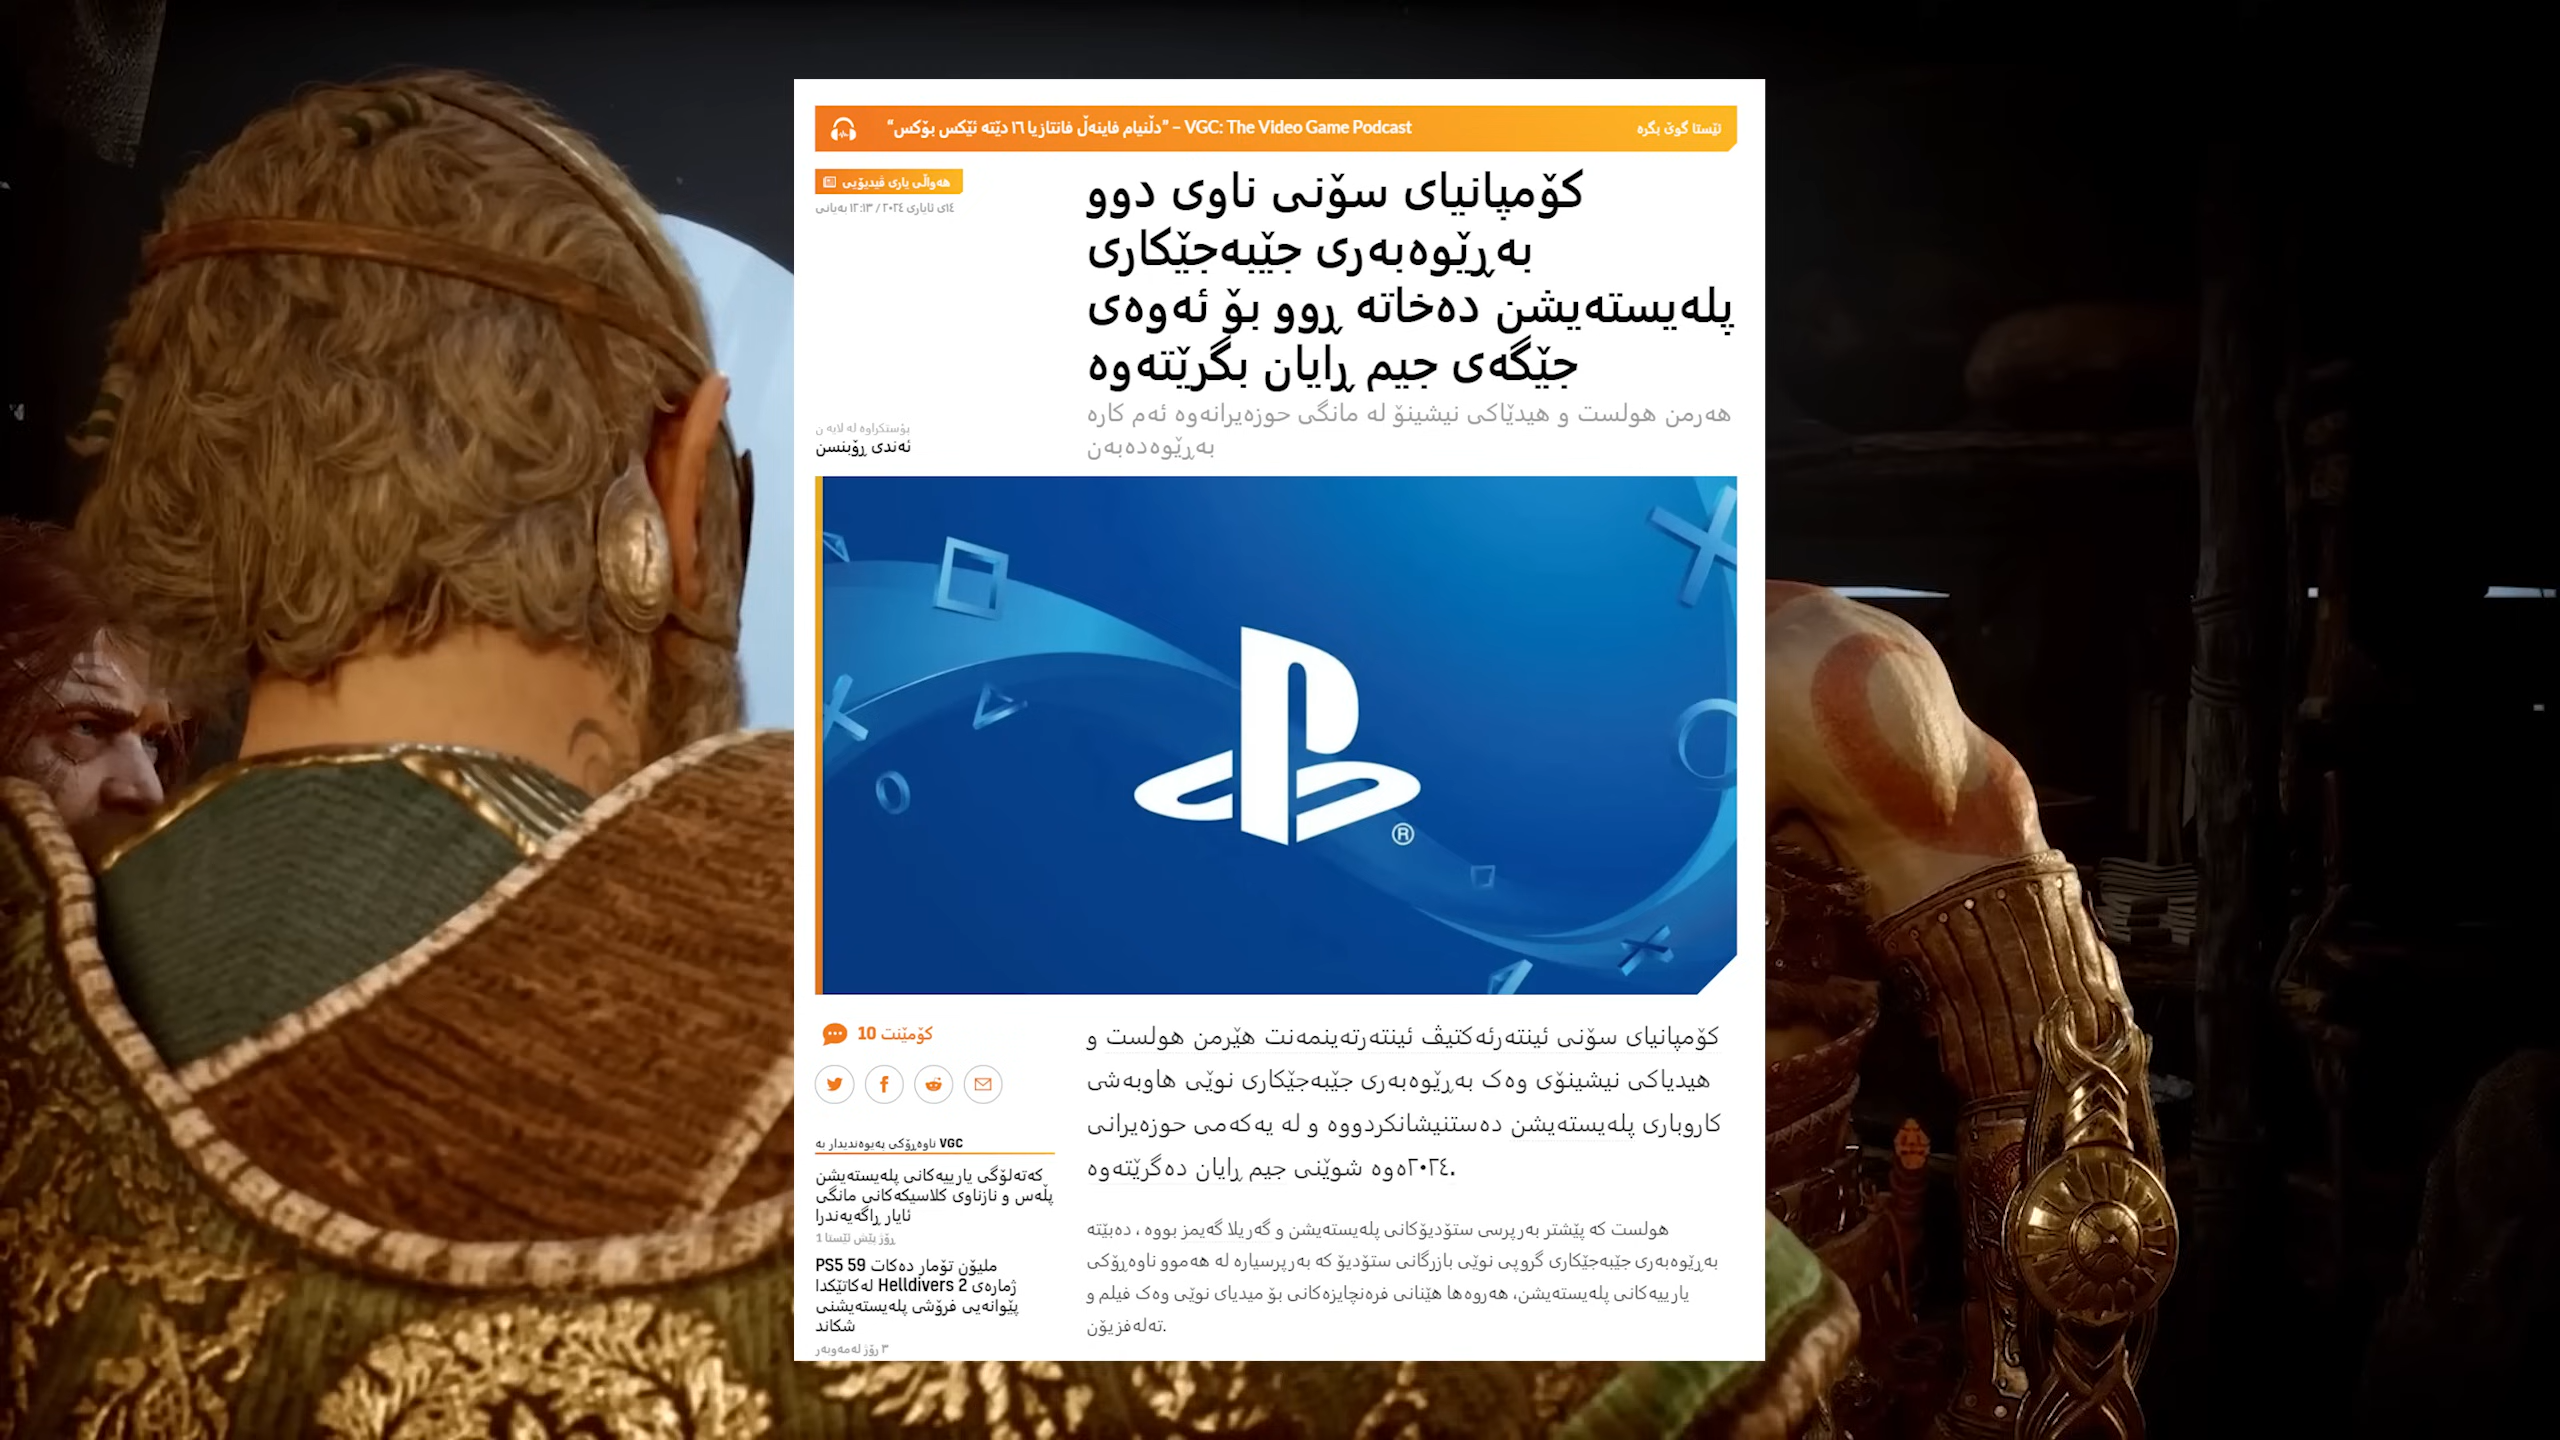 "دڵنیام فاینەڵ فانتازیا ١٦ دێتە ئێکس بۆکس" – VGC: The Video Game Podcast
ئێستا گوێ بگرە
هەواڵی یاری ڤیدیۆیی
١٤ی ئایاری ٢٠٢٤ / ١٢:١٣ بەیانی
کۆمپانیای سۆنی ناوی دوو
بەڕێوەبەری جێبەجێکاری
پلەیستەیشن دەخاتە ڕوو بۆ ئەوەی
جێگەی جیم ڕایان بگرێتەوە
هەرمن هولست و هیدێاکی نیشینۆ لە مانگی حوزەیرانەوە ئەم کارە
بەڕێوەدەبەن
پۆستکراوە لە لایە ن
ئەندی ڕۆبنسن
®
10 کۆمێنت
کۆمپانیای سۆنی ئینتەرئەکتیڤ ئینتەرتەینمەنت هێرمن هولست و
هیدیاکی نیشینۆی وەک بەڕێوەبەری جێبەجێکاری نوێی هاوبەشی
کاروباری پلەیستەیشن دەستنیشانکردووە و لە یەکەمی حوزەیرانی
٢٠٢٤ەوە شوێنی جیم ڕایان دەگرێتەوە.
ناوەڕۆکی پەیوەندیدار بە VGC
کەتەلۆگی یارییەکانی پلەیستەیشن
پڵەس و نازناوی کلاسیکەکانی مانگی
ئایار ڕاگەیەندرا
1 ڕۆژ پێش ئێستا
PS5 59 ملیۆن تۆمار دەکات
لەکاتێکدا Helldivers 2 ژمارەی
پێوانەیی فرۆشی پلەیستەیشنی
شکاند
٣ ڕۆژ لەمەوبەر
هولست کە پێشتر بەرپرسی ستۆدیۆکانی پلەیستەیشن و گەریلا گەیمز بووە ، دەبێتە
بەڕێوەبەری جێبەجێکاری گروپی نوێی بازرگانی ستۆدیۆ کە بەرپرسیارە لە هەموو ناوەڕۆکی
یارییەکانی پلەیستەیشن، هەروەها هێنانی فرەنچایزەکانی بۆ میدیای نوێی وەک فیلم و
تەلەفزیۆن.